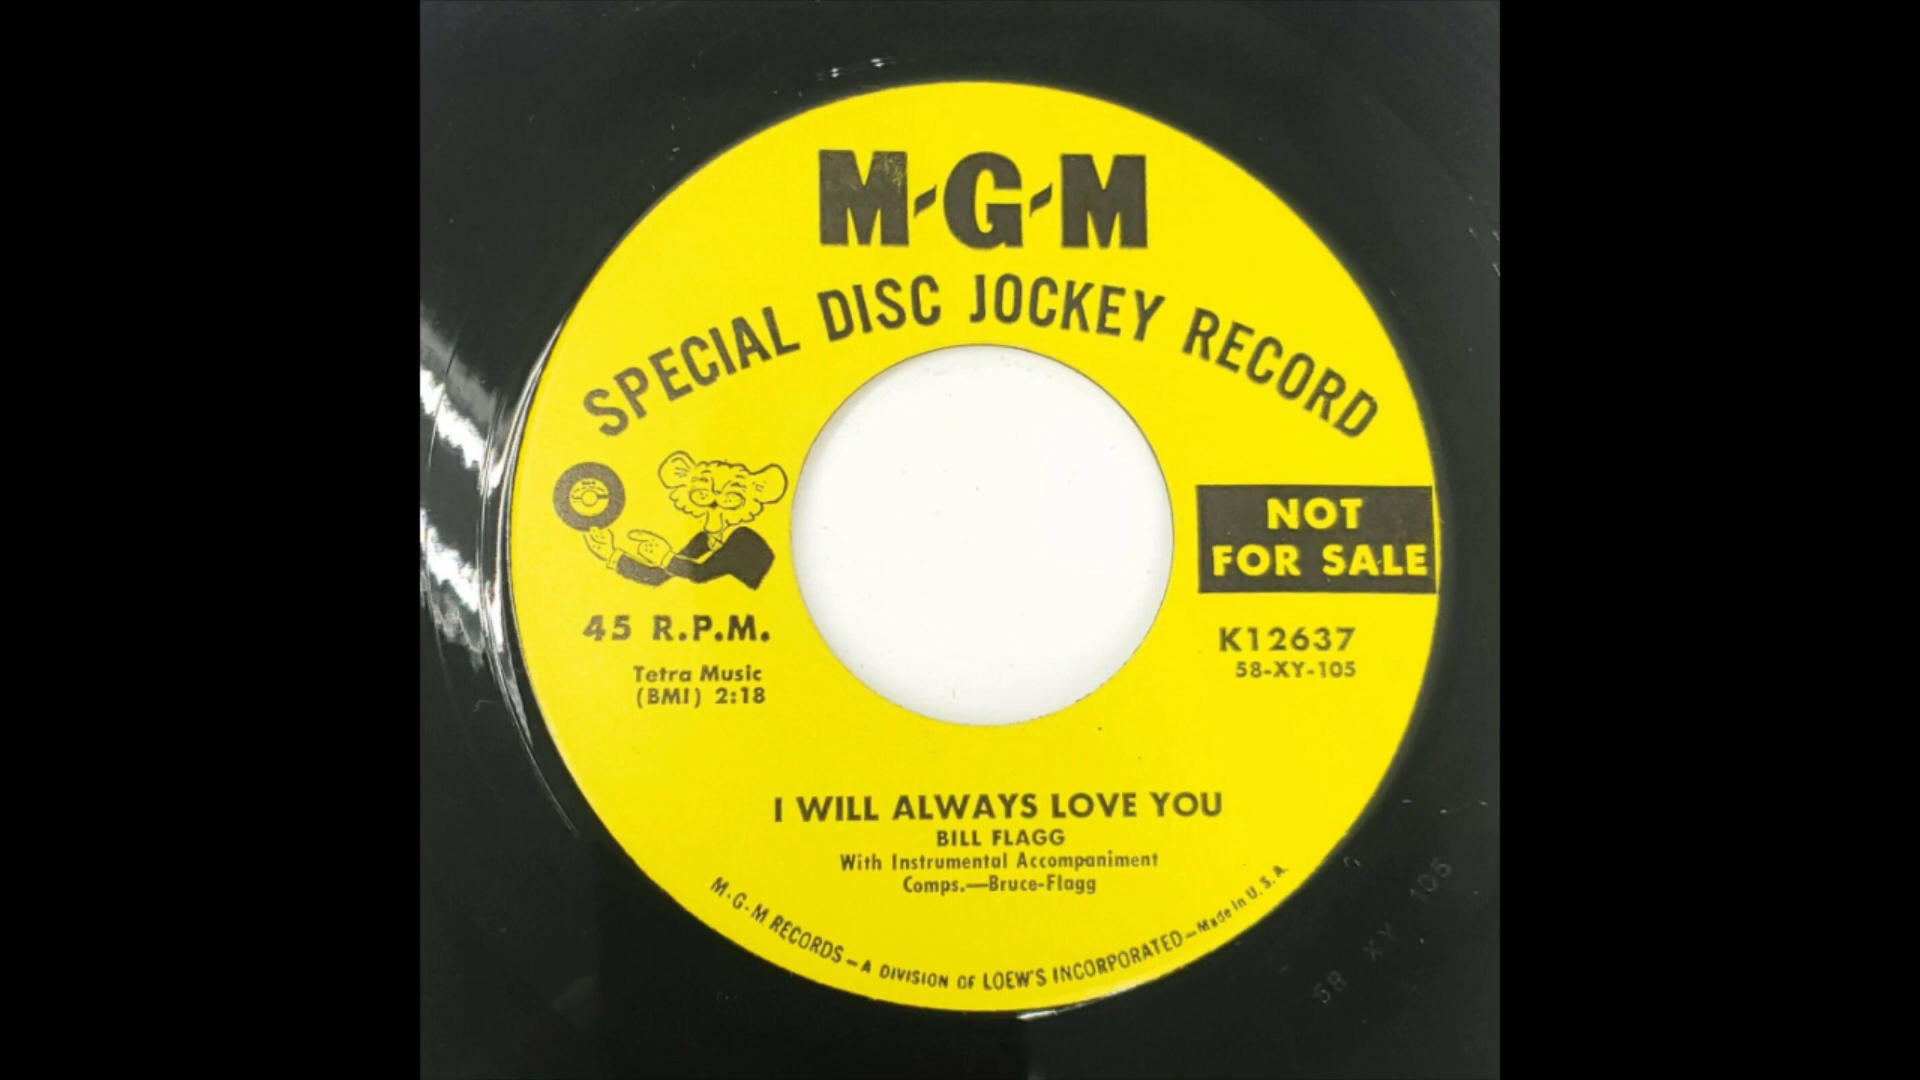 M-G-M
SPECIAL DISC JOCKEY RECORD
NOT
FOR SALE
45 R.P.M.
K12637
58-XY-105
Tetra Music
(BMI) 2:18
I WILL ALWAYS LOVE YOU
BILL FLAGG
With Instrumental Accompaniment
Comps.—Bruce-Flagg
M-G-M RECORDS — A DIVISION OF LOEW'S INCORPORATED — Made in U.S.A.
58 XY 105